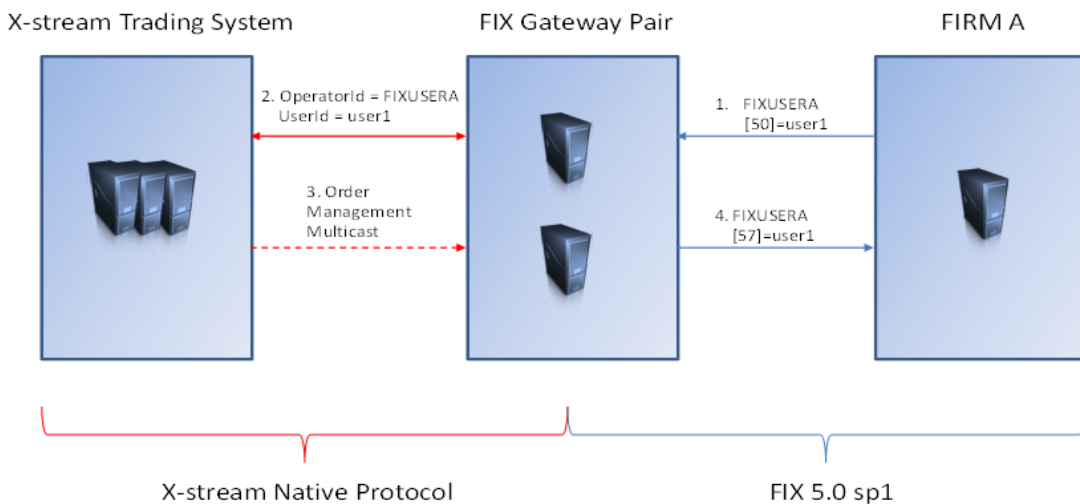 X-stream Trading System
FIX Gateway Pair
FIRM A
2. OperatorId = FIXUSERA
UserId = user1
1. FIXUSERA
[50]=user1
3. Order
Management
Multicast
4. FIXUSERA
[57]=user1
X-stream Native Protocol
FIX 5.0 sp1